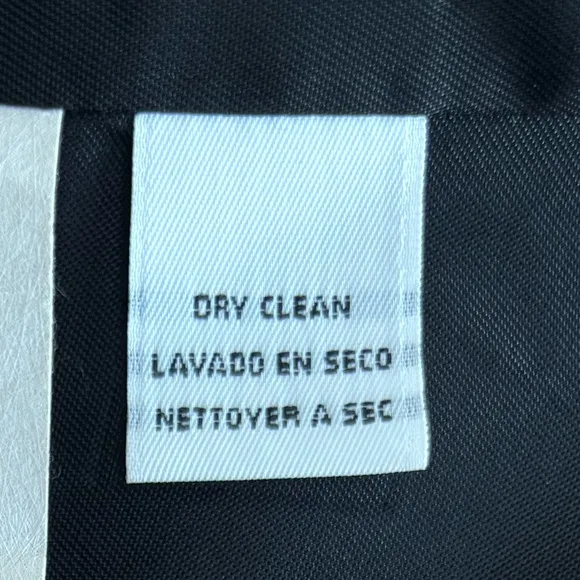 DRY CLEAN
LAVADO EN SECO
NETTOYER A SEC